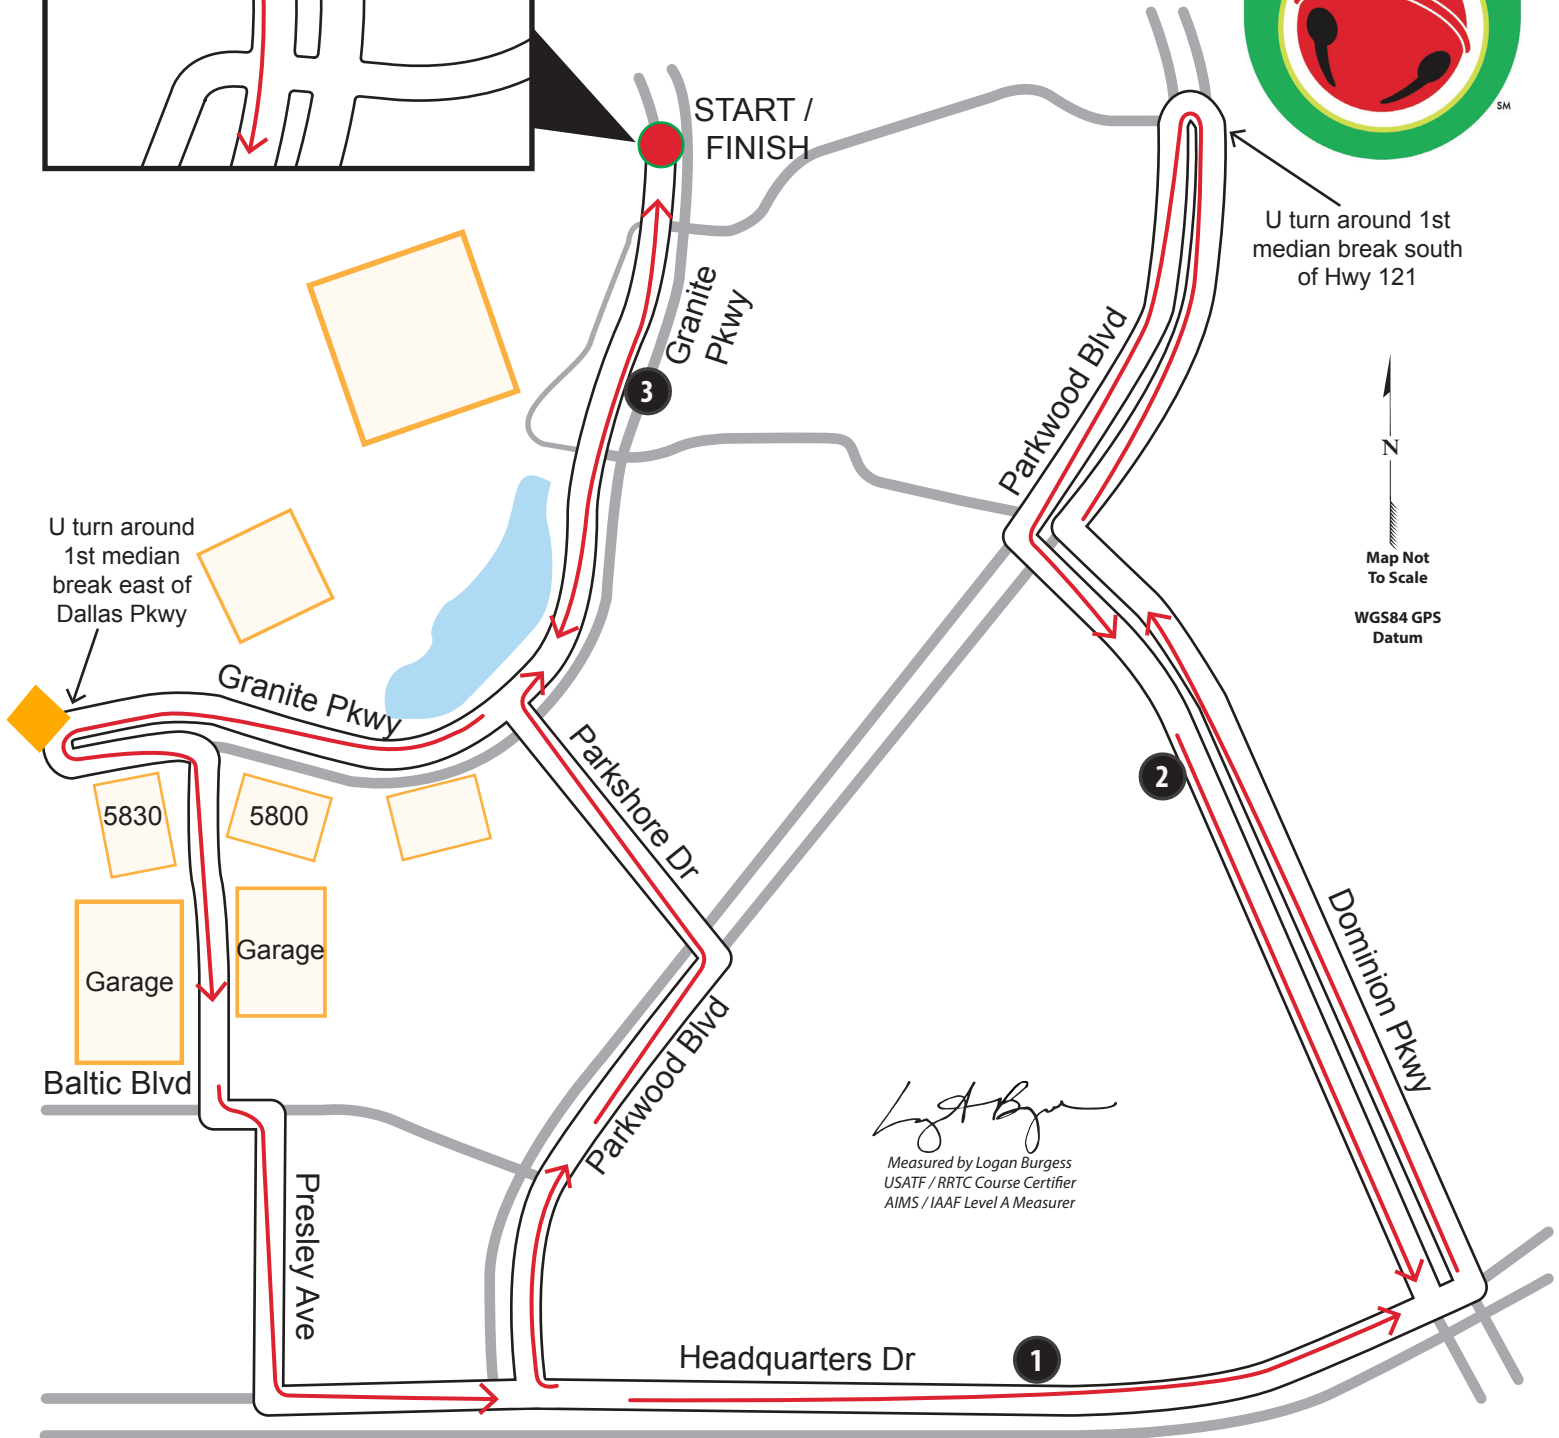 START /
FINISH
SM
U turn around 1st
median break south
of Hwy 121
Granite
Pkwy
Parkwood Blvd
3
N
Map Not
To Scale
WGS84 GPS
Datum
U turn around
1st median
break east of
Dallas Pkwy
Granite Pkwy
Parkshore Dr
2
5830
5800
Dominion Pkwy
Garage
Garage
Parkwood Blvd
Baltic Blvd
Measured by Logan Burgess
USATF / RRTC Course Certifier
AIMS / IAAF Level A Measurer
Presley Ave
Headquarters Dr
1